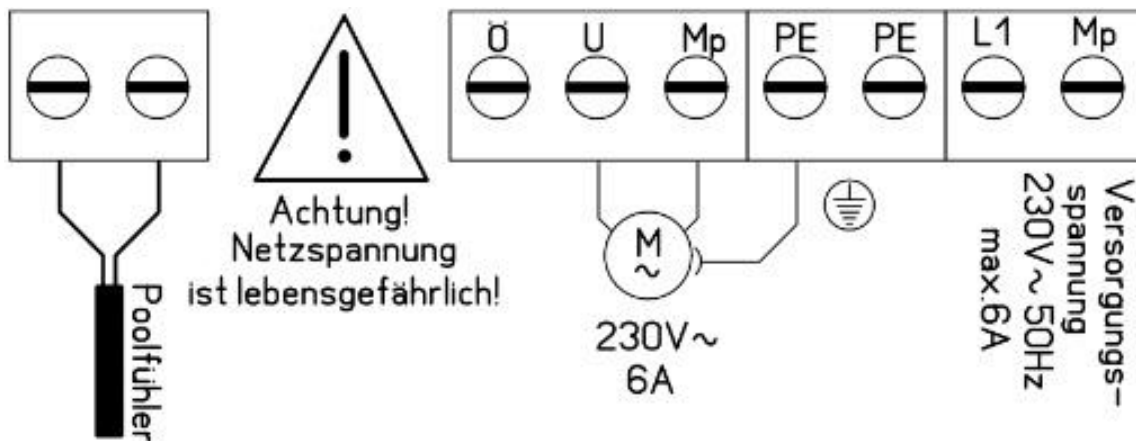 Ö U Mp PE PE L1 Mp
Achtung!
Netzspannung
ist lebensgefährlich!
Poolfühler
M
~
230V~
6A
Versorgungs-
spannung
230V~ 50Hz
max.6A